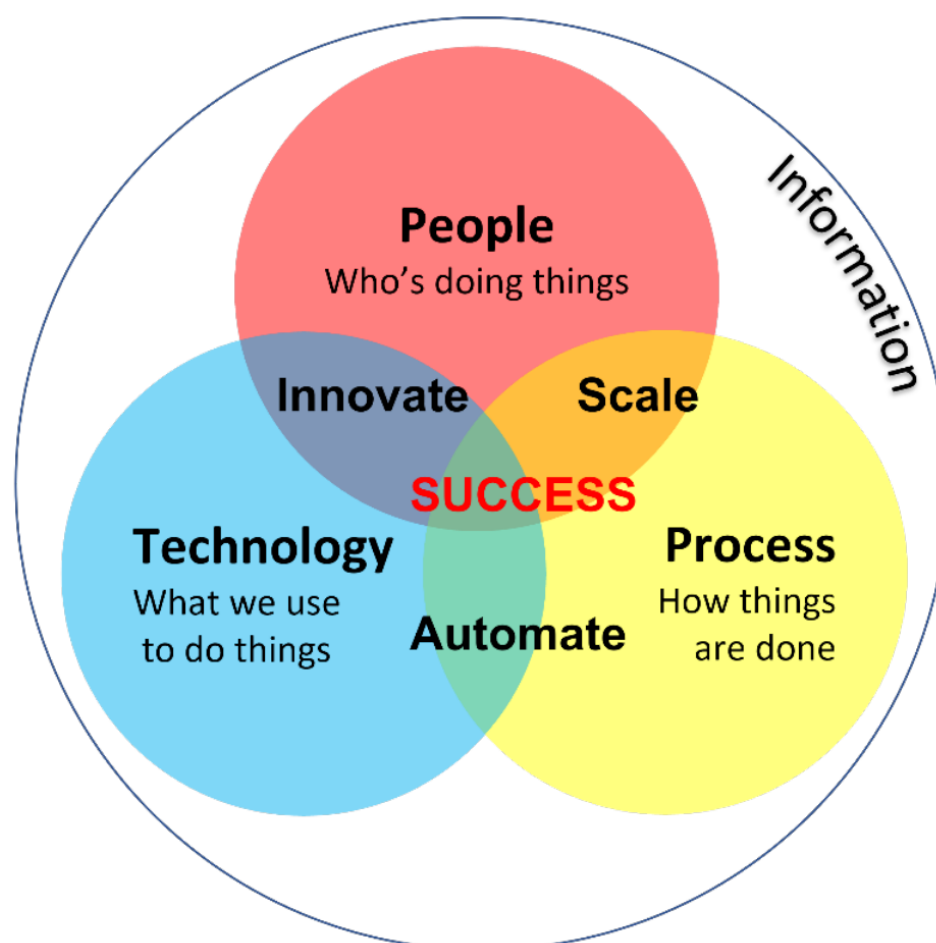 Information
People
Who's doing things
Innovate
Scale
SUCCESS
Technology
What we use
to do things
Process
How things
are done
Automate